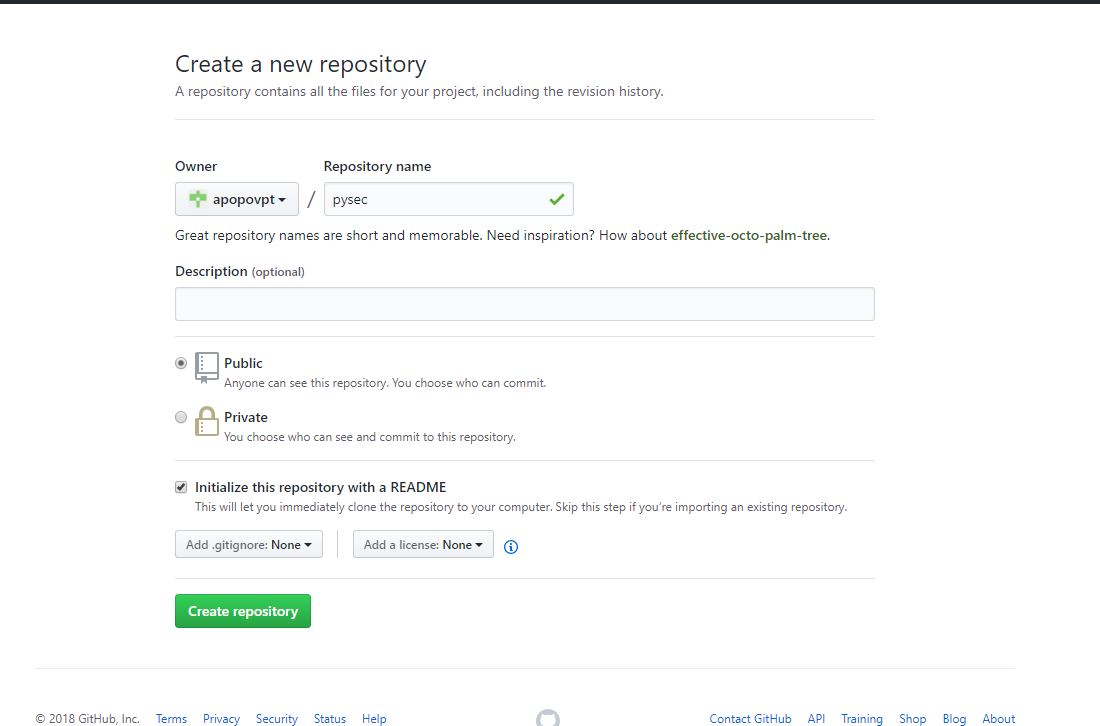 Create a new repository
A repository contains all the files for your project, including the revision history.
Owner Repository name
apopovpt / pysec
Great repository names are short and memorable. Need inspiration? How about effective-octo-palm-tree.
Description (optional)
Public
Anyone can see this repository. You choose who can commit.
Private
You choose who can see and commit to this repository.
Initialize this repository with a README
This will let you immediately clone the repository to your computer. Skip this step if you're importing an existing repository.
Add .gitignore: None Add a license: None
Create repository
© 2018 GitHub, Inc. Terms Privacy Security Status Help Contact GitHub API Training Shop Blog About